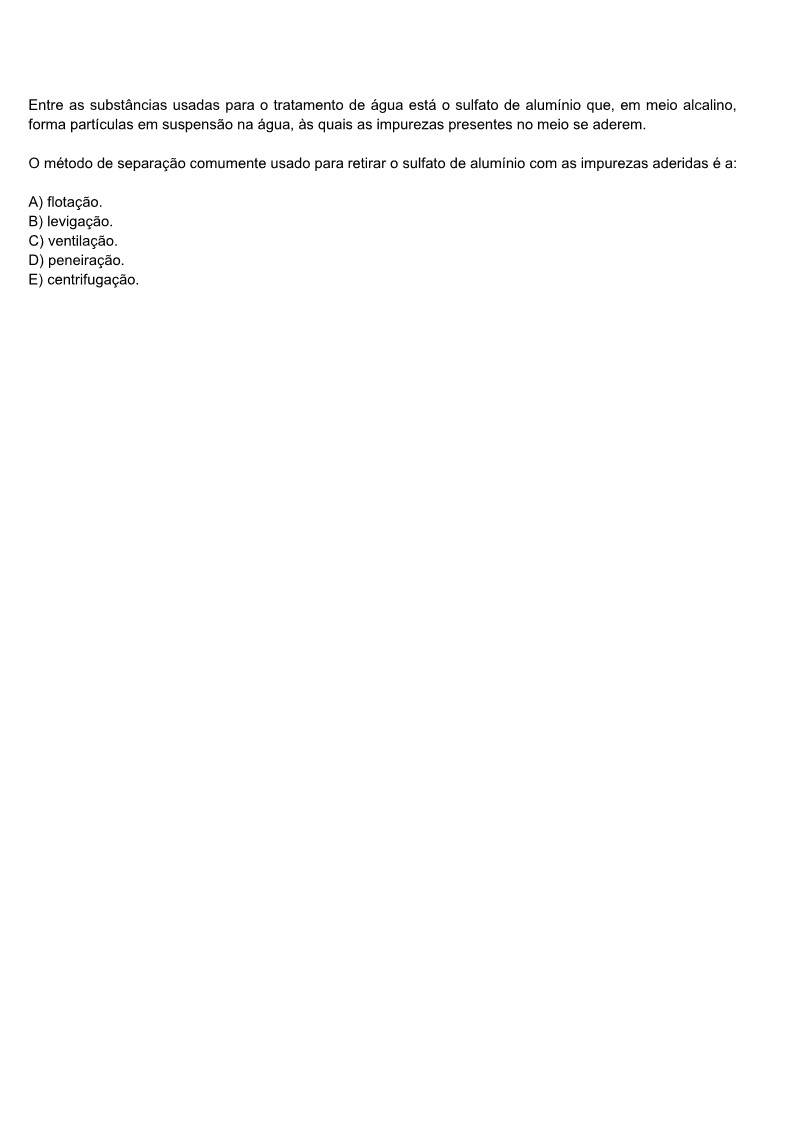 Entre as substâncias usadas para o tratamento de água está o sulfato de alumínio que, em meio alcalino,
forma partículas em suspensão na água, às quais as impurezas presentes no meio se aderem.
O método de separação comumente usado para retirar o sulfato de alumínio com as impurezas aderidas é a:
A) flotação.
B) levigação.
C) ventilação.
D) peneiração.
E) centrifugação.